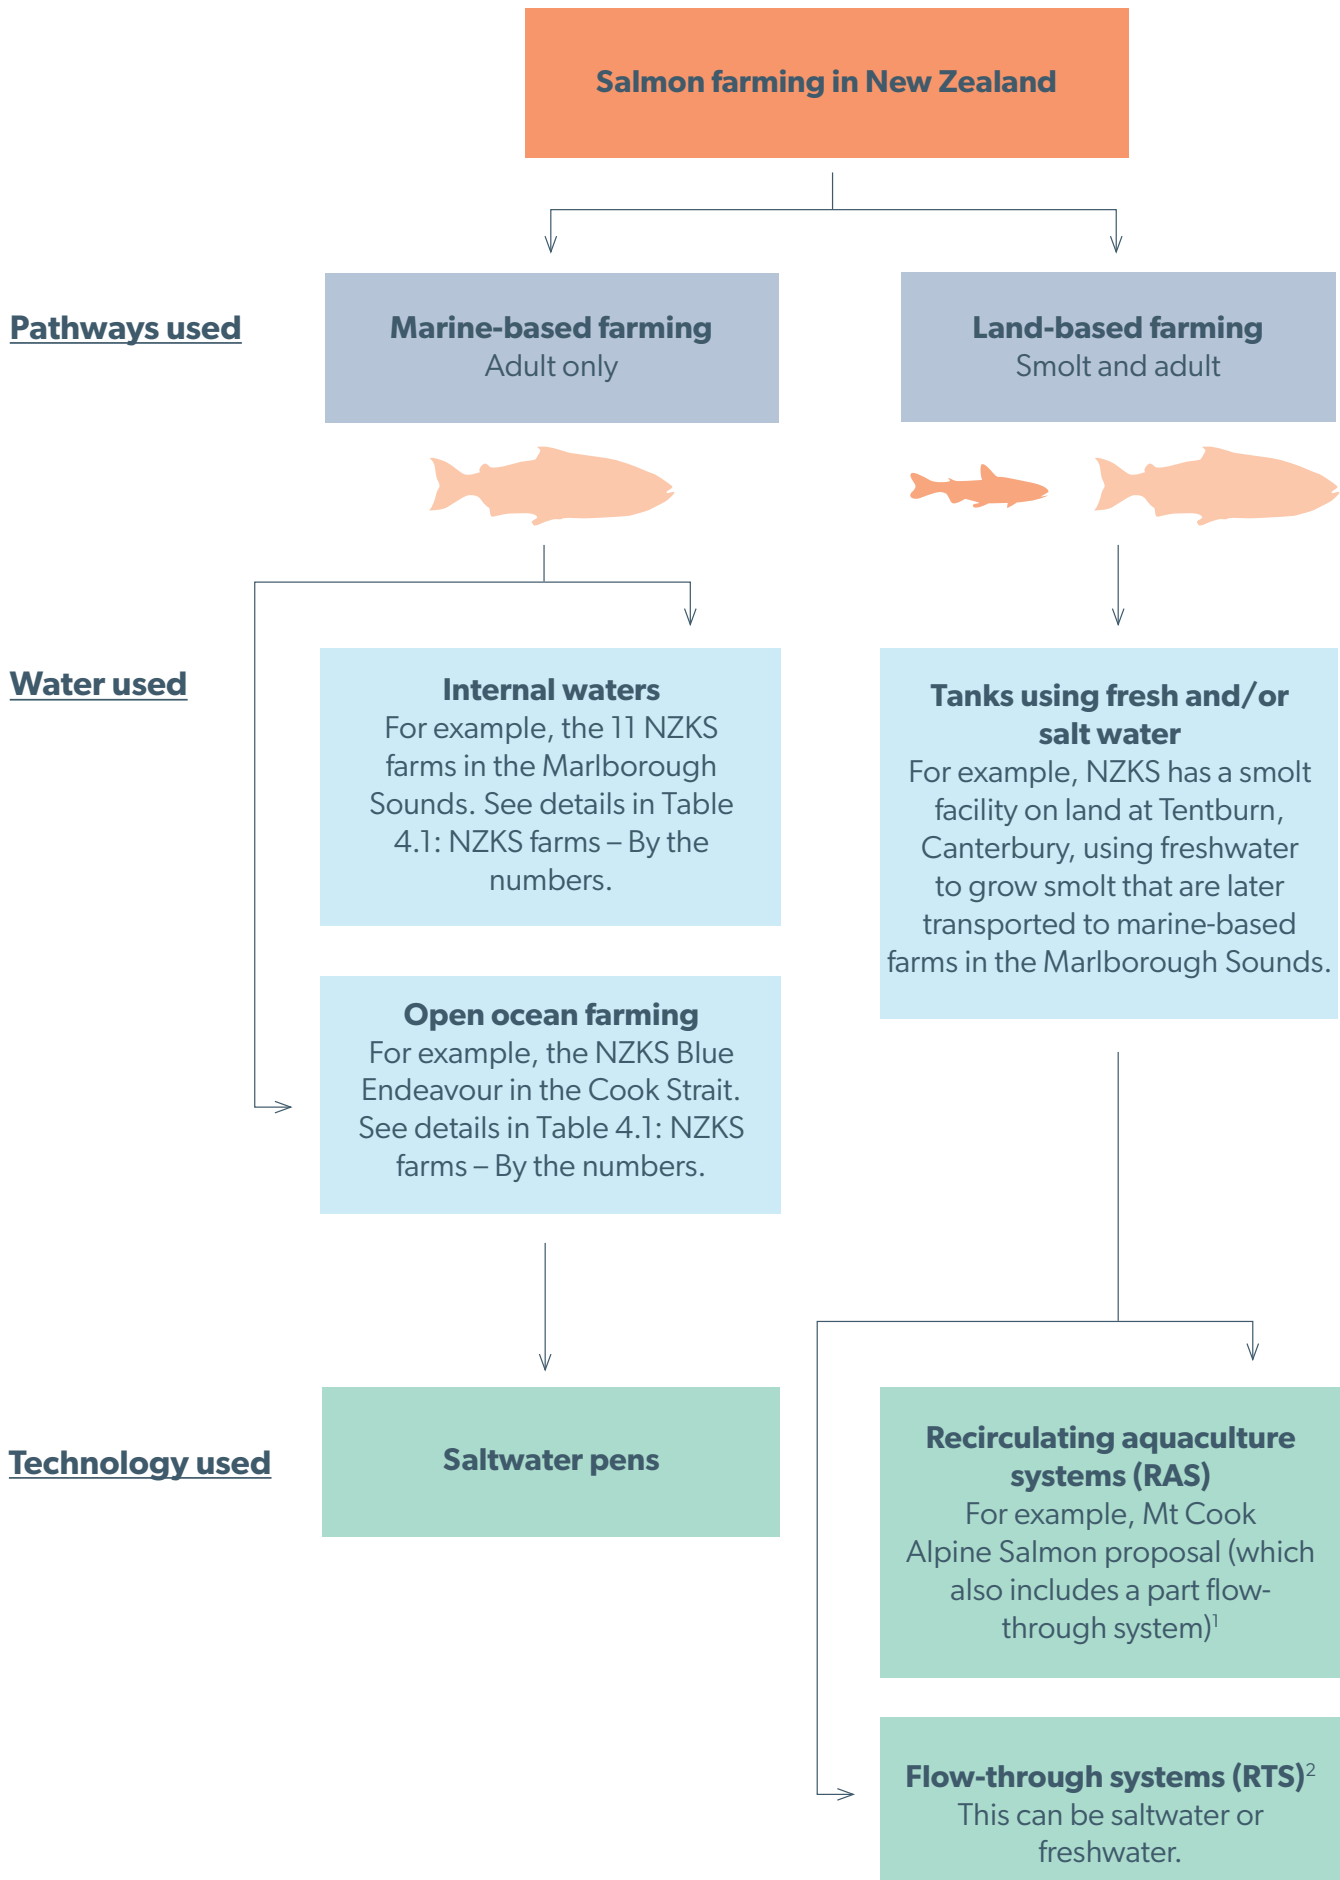 Salmon farming in New Zealand
Pathways used
Marine-based farming
Adult only
Land-based farming
Smolt and adult
Water used
Internal waters
For example, the 11 NZKS
farms in the Marlborough
Sounds. See details in Table
4.1: NZKS farms – By the
numbers.
Open ocean farming
For example, the NZKS Blue
Endeavour in the Cook Strait.
See details in Table 4.1: NZKS
farms – By the numbers.
Tanks using fresh and/or
salt water
For example, NZKS has a smolt
facility on land at Tentburn,
Canterbury, using freshwater
to grow smolt that are later
transported to marine-based
farms in the Marlborough Sounds.
Technology used
Saltwater pens
Recirculating aquaculture
systems (RAS)
For example, Mt Cook
Alpine Salmon proposal (which
also includes a part flow-
through system)¹
Flow-through systems (RTS)²
This can be saltwater or
freshwater.